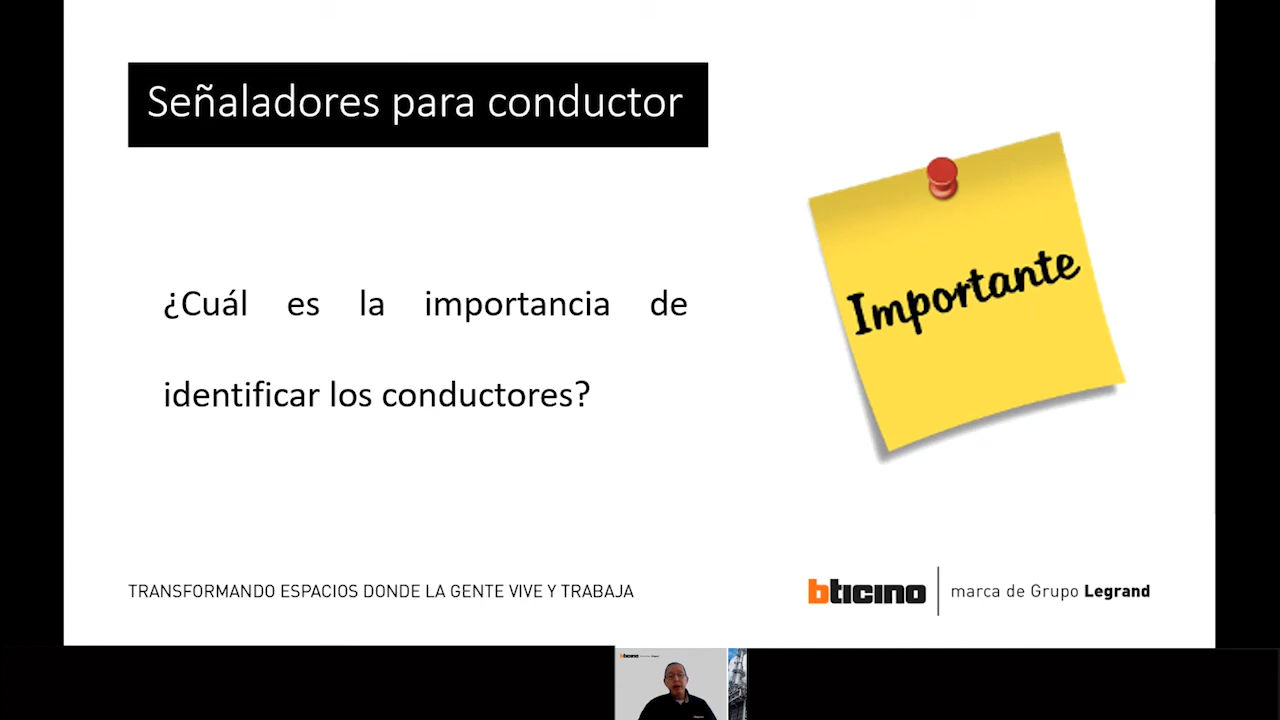 Señaladores para conductor
¿Cuál es la importancia de
identificar los conductores?
Importante
TRANSFORMANDO ESPACIOS DONDE LA GENTE VIVE Y TRABAJA
bticino marca de Grupo Legrand
bticino